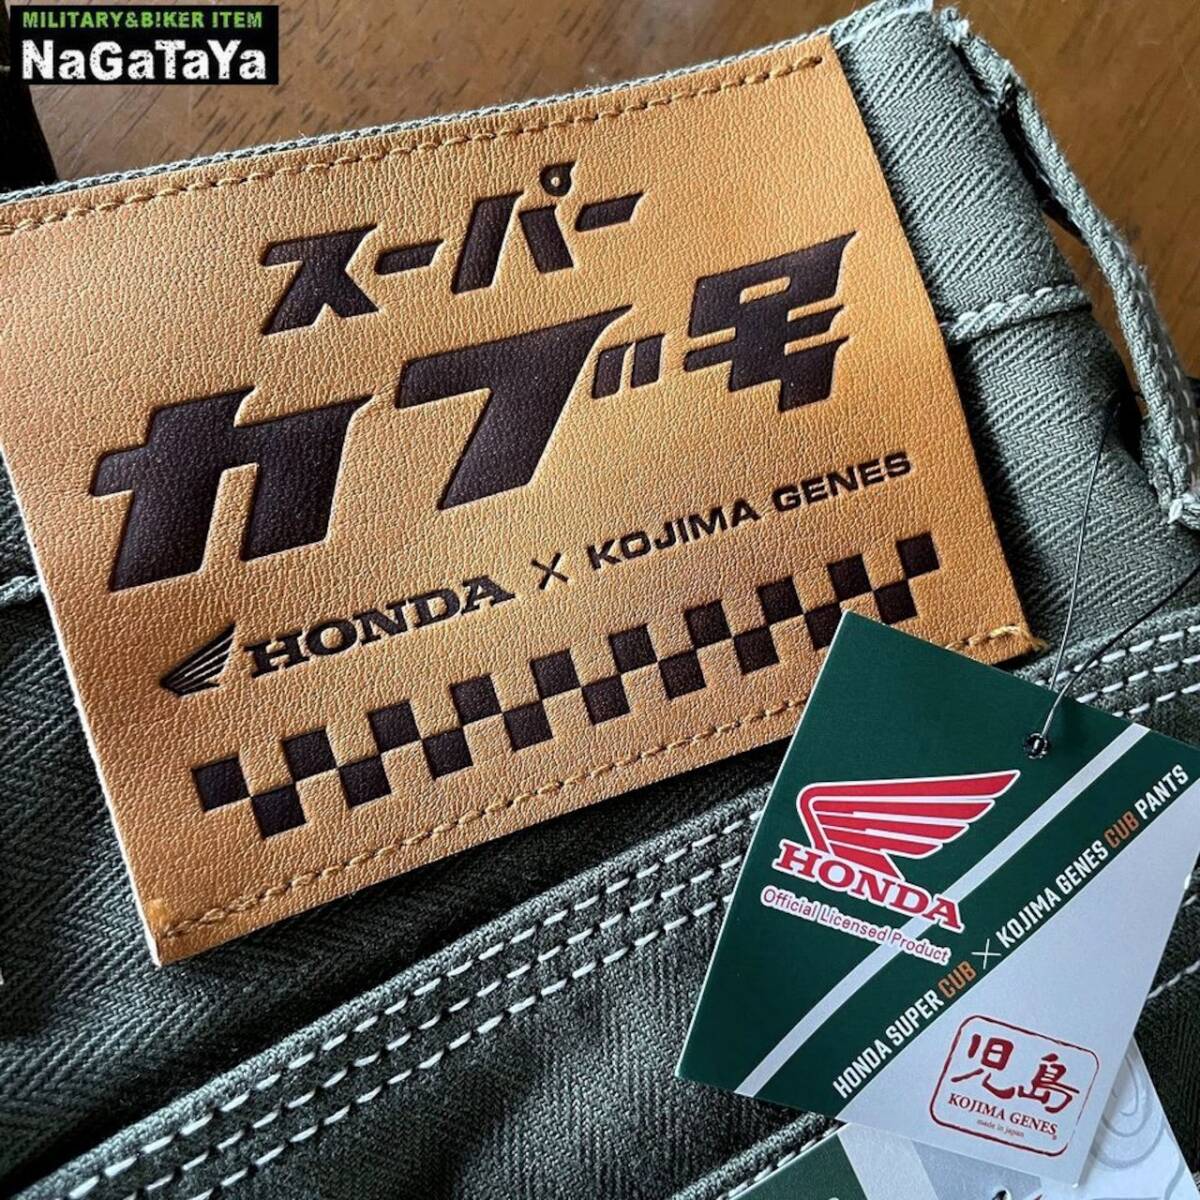 MILITARY&BIKER ITEM
NaGaTaYa
スーパー
カブ号
HONDA × KOJIMA GENES
HONDA
Official Licensed Product
HONDA SUPER CUB × KOJIMA GENES CUB PANTS
児島
KOJIMA GENES
made in japan